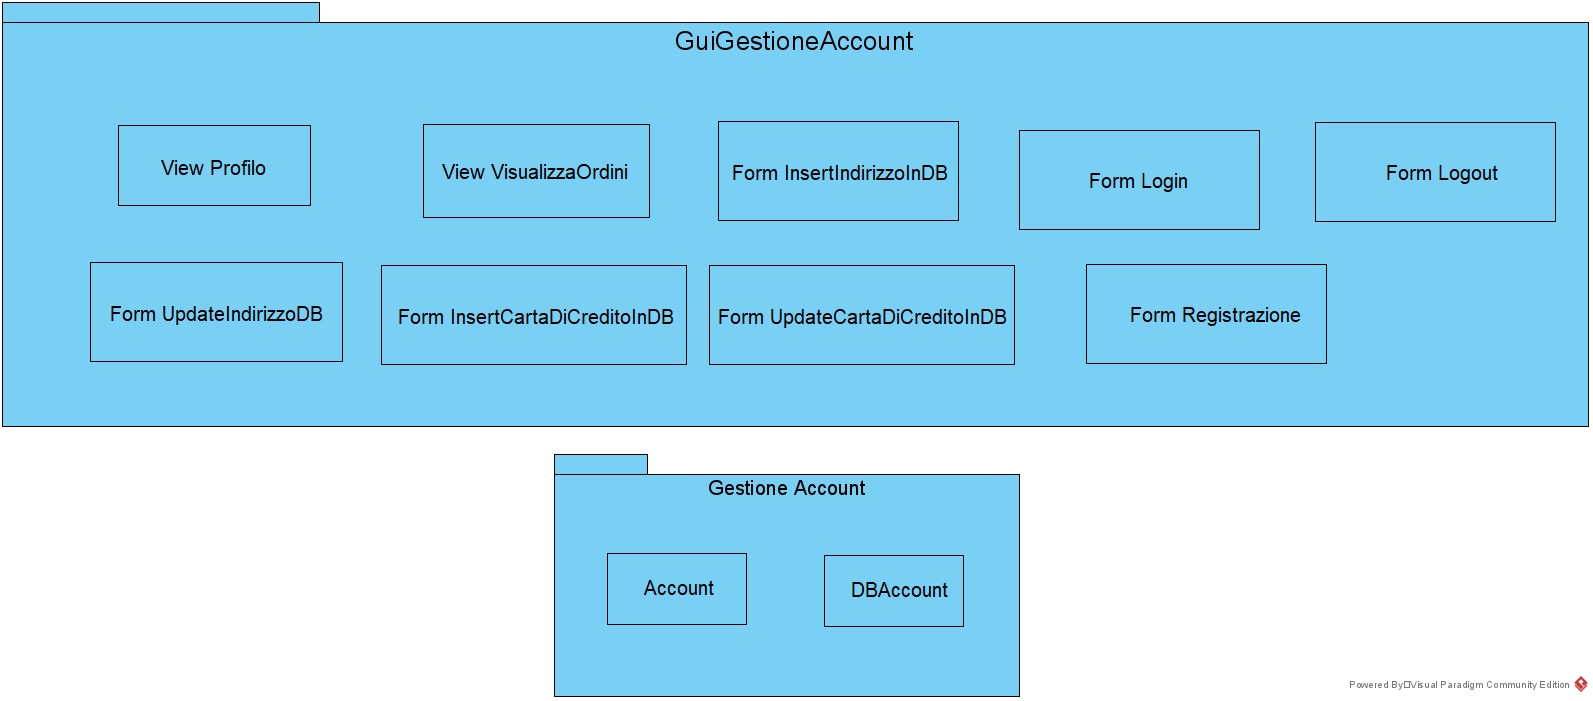 GuiGestioneAccount
View Profilo
View VisualizzaOrdini
Form InsertIndirizzoInDB
Form Login
Form Logout
Form UpdateIndirizzoDB
Form InsertCartaDiCreditoInDB
Form UpdateCartaDiCreditoInDB
Form Registrazione
Gestione Account
Account
DBAccount
Powered By□Visual Paradigm Community Edition